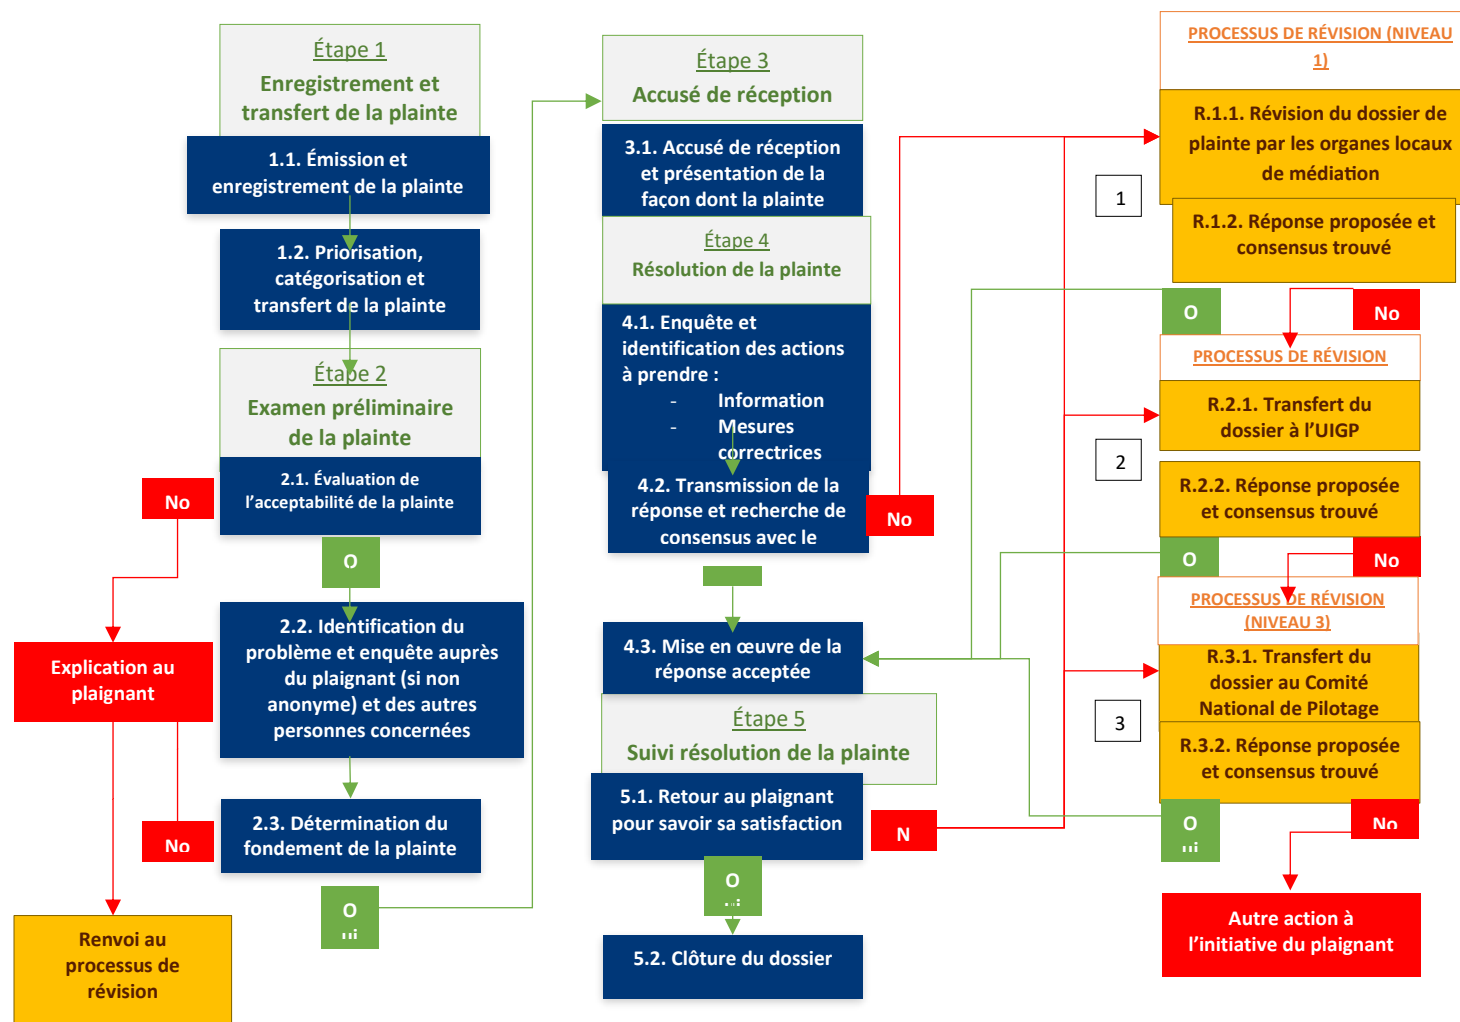 Étape 1
Enregistrement et
transfert de la plainte
1.1. Émission et
enregistrement de la plainte
1.2. Priorisation,
catégorisation et
transfert de la plainte
Étape 2
Examen préliminaire
de la plainte
2.1. Évaluation de
l’acceptabilité de la plainte
No
O
2.2. Identification du
problème et enquête auprès
du plaignant (si non
anonyme) et des autres
personnes concernées
Explication au
plaignant
2.3. Détermination du
fondement de la plainte
No
O
ui
Renvoi au
processus de
révision
Étape 3
Accusé de réception
3.1. Accusé de réception
et présentation de la
façon dont la plainte
Étape 4
Résolution de la plainte
4.1. Enquête et
identification des actions
à prendre :
- Information
- Mesures
correctrices
4.2. Transmission de la
réponse et recherche de
consensus avec le
No
4.3. Mise en œuvre de la
réponse acceptée
Étape 5
Suivi résolution de la plainte
5.1. Retour au plaignant
pour savoir sa satisfaction
N
O
ui
5.2. Clôture du dossier
PROCESSUS DE RÉVISION (NIVEAU
1)
R.1.1. Révision du dossier de
plainte par les organes locaux
de médiation
1
R.1.2. Réponse proposée et
consensus trouvé
O
No
PROCESSUS DE RÉVISION
R.2.1. Transfert du
dossier à l’UIGP
2
R.2.2. Réponse proposée
et consensus trouvé
O
No
PROCESSUS DE RÉVISION
(NIVEAU 3)
R.3.1. Transfert du
dossier au Comité
National de Pilotage
3
R.3.2. Réponse proposée
et consensus trouvé
O
ui
No
Autre action à
l’initiative du plaignant